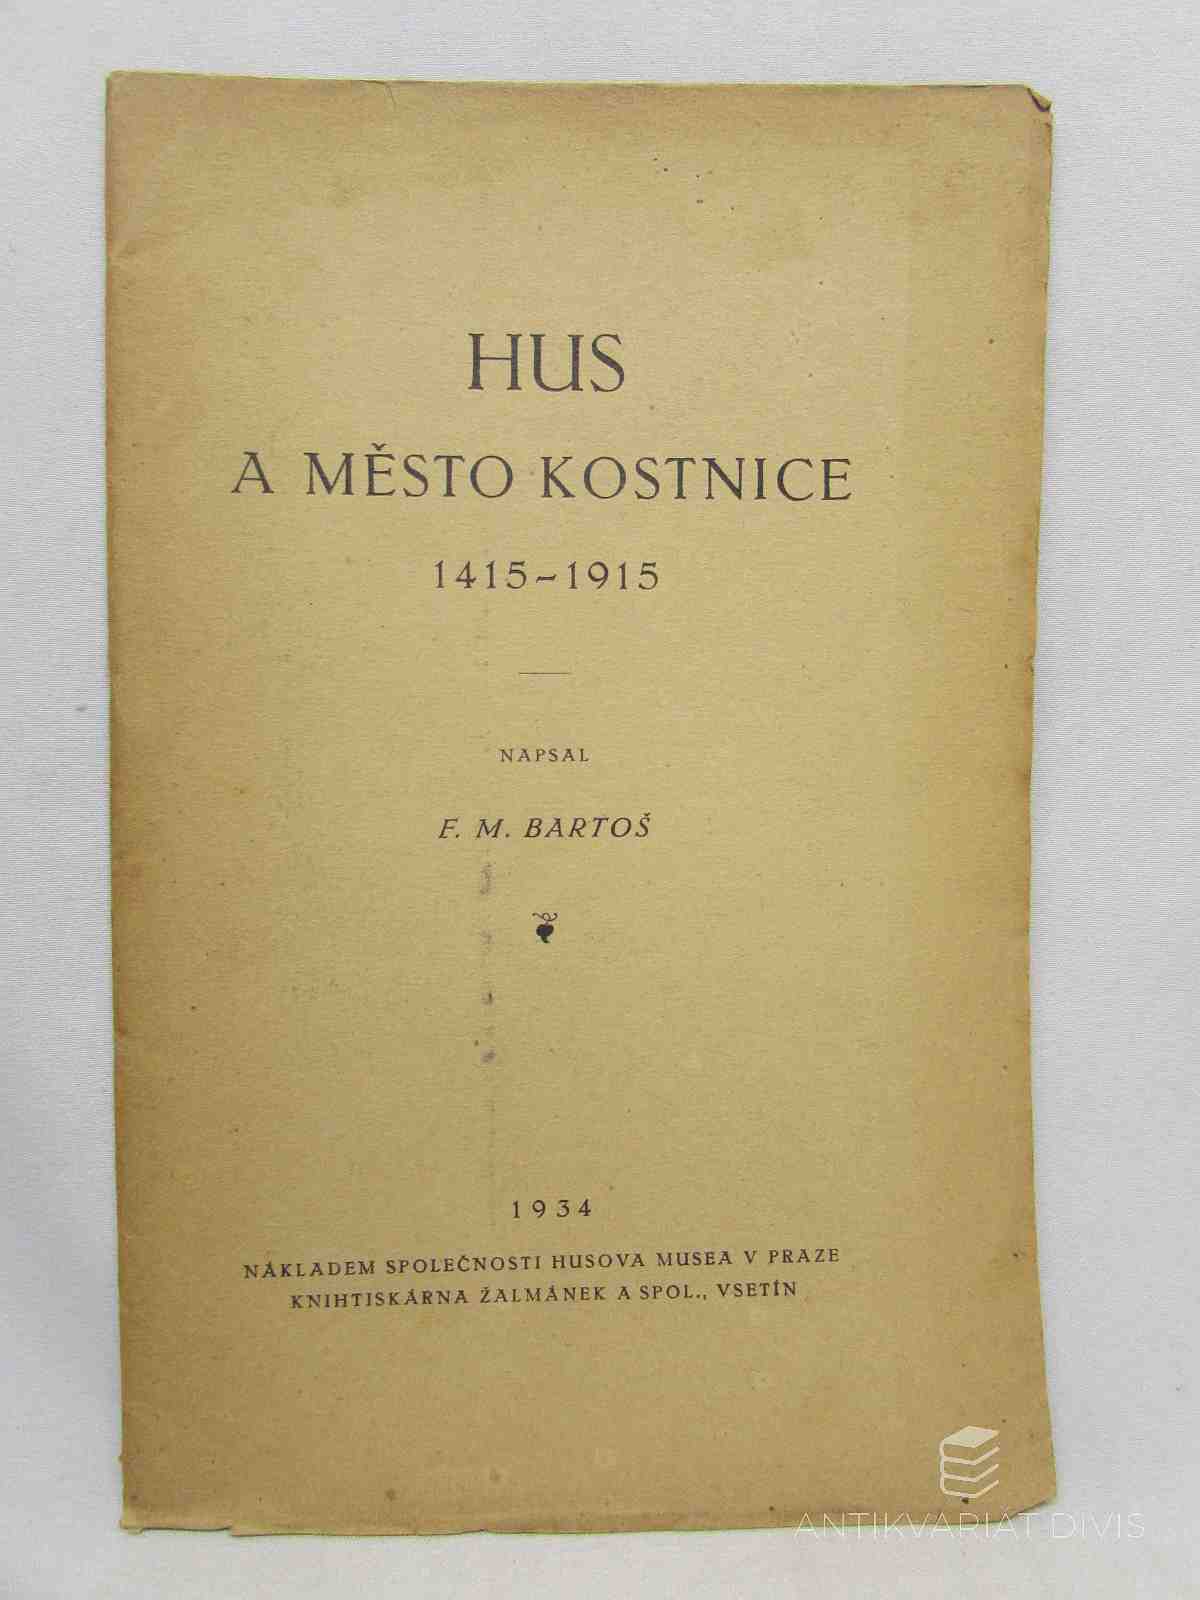 HUS
A MĚSTO KOSTNICE
1415-1915
NAPSAL
F. M. BARTOŠ
1934
NÁKLADEM SPOLEČNOSTI HUSOVA MUSEA V PRAZE
KNIHTISKÁRNA ŽALMÁNEK A SPOL., VSETÍN
ANTIKVARIÁT DIVIS